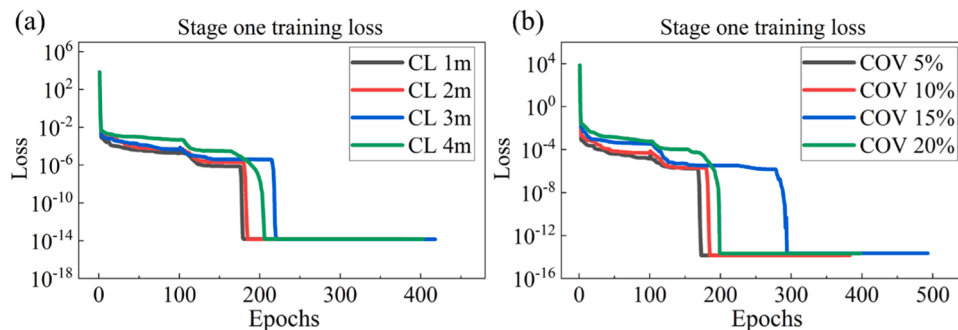 (a)
Stage one training loss
10^6
10^2
10^-2
10^-6
10^-10
10^-14
10^-18
Loss
CL 1m
CL 2m
CL 3m
CL 4m
0 100 200 300 400
Epochs
(b)
Stage one training loss
10^4
10^0
10^-4
10^-8
10^-12
10^-16
Loss
COV 5%
COV 10%
COV 15%
COV 20%
0 100 200 300 400 500
Epochs